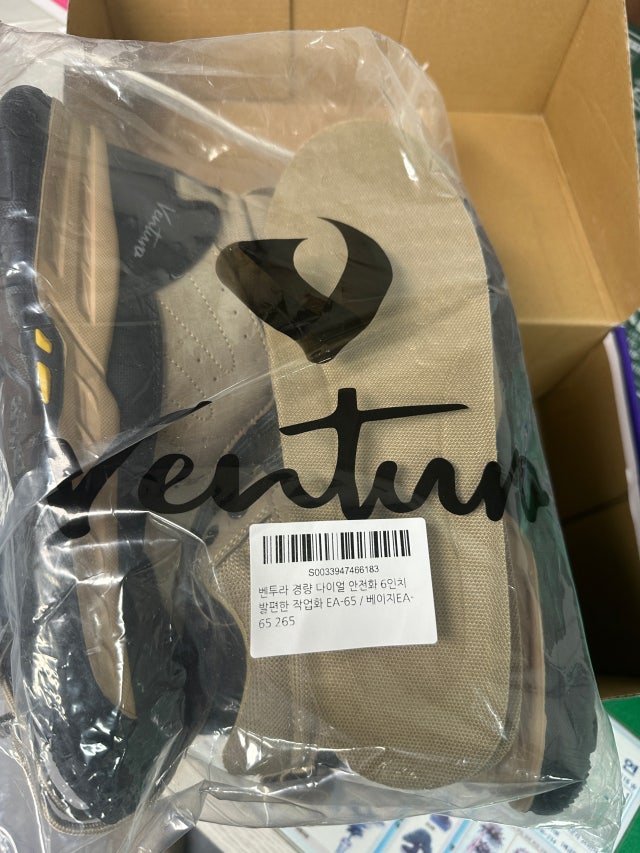 Ventura
Ventura
S0033947466183
벤투라 경량 다이얼 안전화 6인치
발편한 작업화 EA-65 / 베이지EA-
65 265